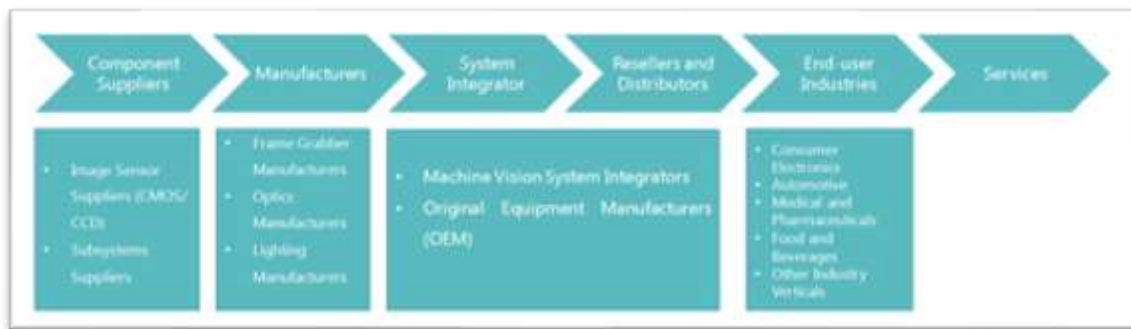 Component
Suppliers
Manufacturers
System
Integrator
Resellers and
Distributors
End-user
Industries
Services
• Image Sensor
Suppliers (CMOS/
CCD)
• Subsystems
Suppliers
• Frame Grabber
Manufacturers
• Optics
Manufacturers
• Lighting
Manufacturers
• Machine Vision System Integrators
• Original Equipment Manufacturers
(OEM)
• Consumer
Electronics
• Automotive
• Medical and
Pharmaceuticals
• Food and
Beverages
• Other Industry
Verticals